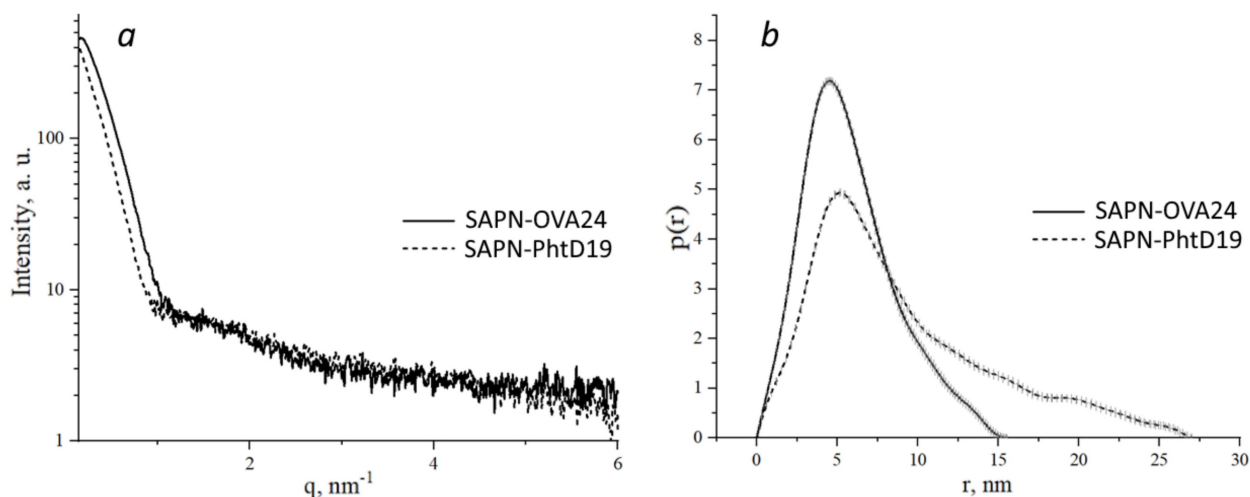 a
Intensity, a. u.
100
10
1
2
4
6
q, nm⁻¹
SAPN-OVA24
SAPN-PhtD19
b
p(r)
8
7
6
5
4
3
2
1
0
0
5
10
15
20
25
30
r, nm
SAPN-OVA24
SAPN-PhtD19